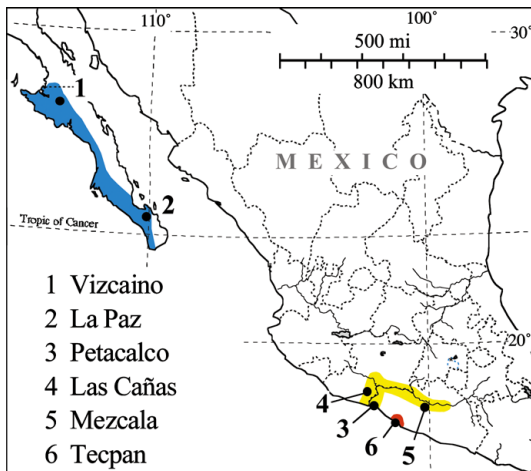 110°
100°
30°
500 mi
800 km
1
MEXICO
2
Tropic of Cancer
1 Vizcaino
2 La Paz
3 Petacalco
4 Las Cañas
5 Mezcala
6 Tecpan
20°
4
3
6
5